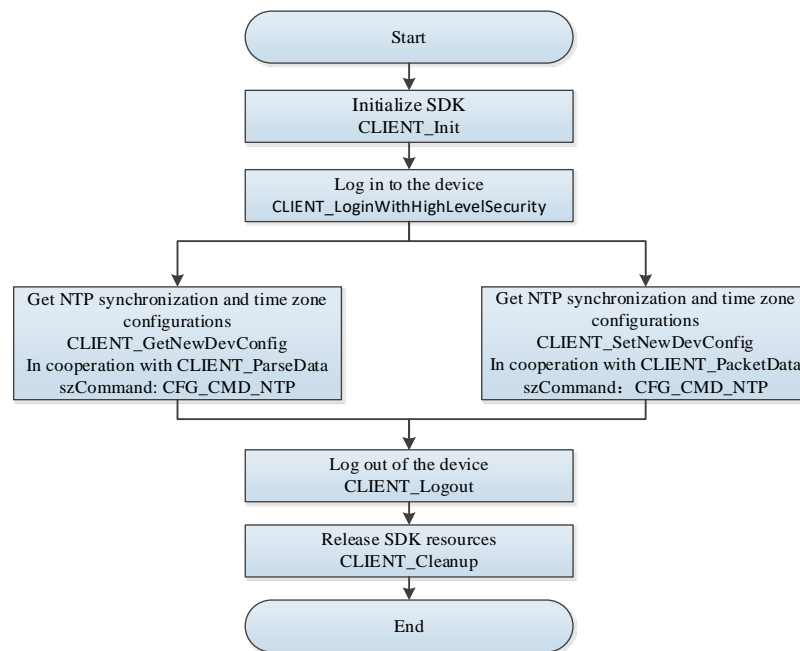 Start
Initialize SDK
CLIENT_Init
Log in to the device
CLIENT_LoginWithHighLevelSecurity
Get NTP synchronization and time zone
configurations
CLIENT_GetNewDevConfig
In cooperation with CLIENT_ParseData
szCommand: CFG_CMD_NTP
Get NTP synchronization and time zone
configurations
CLIENT_SetNewDevConfig
In cooperation with CLIENT_PacketData
szCommand：CFG_CMD_NTP
Log out of the device
CLIENT_Logout
Release SDK resources
CLIENT_Cleanup
End